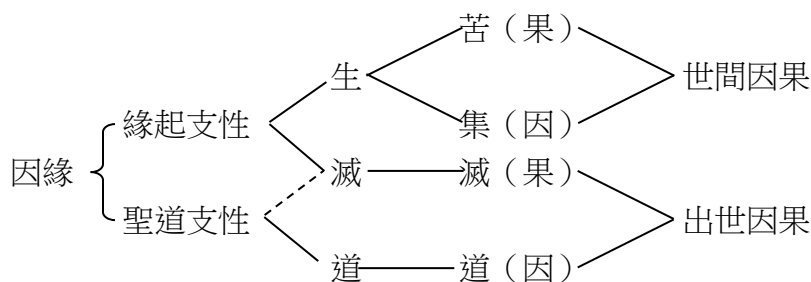 苦（果）
生
世間因果
緣起支性
集（因）
因緣
滅
滅（果）
聖道支性
出世因果
道
道（因）